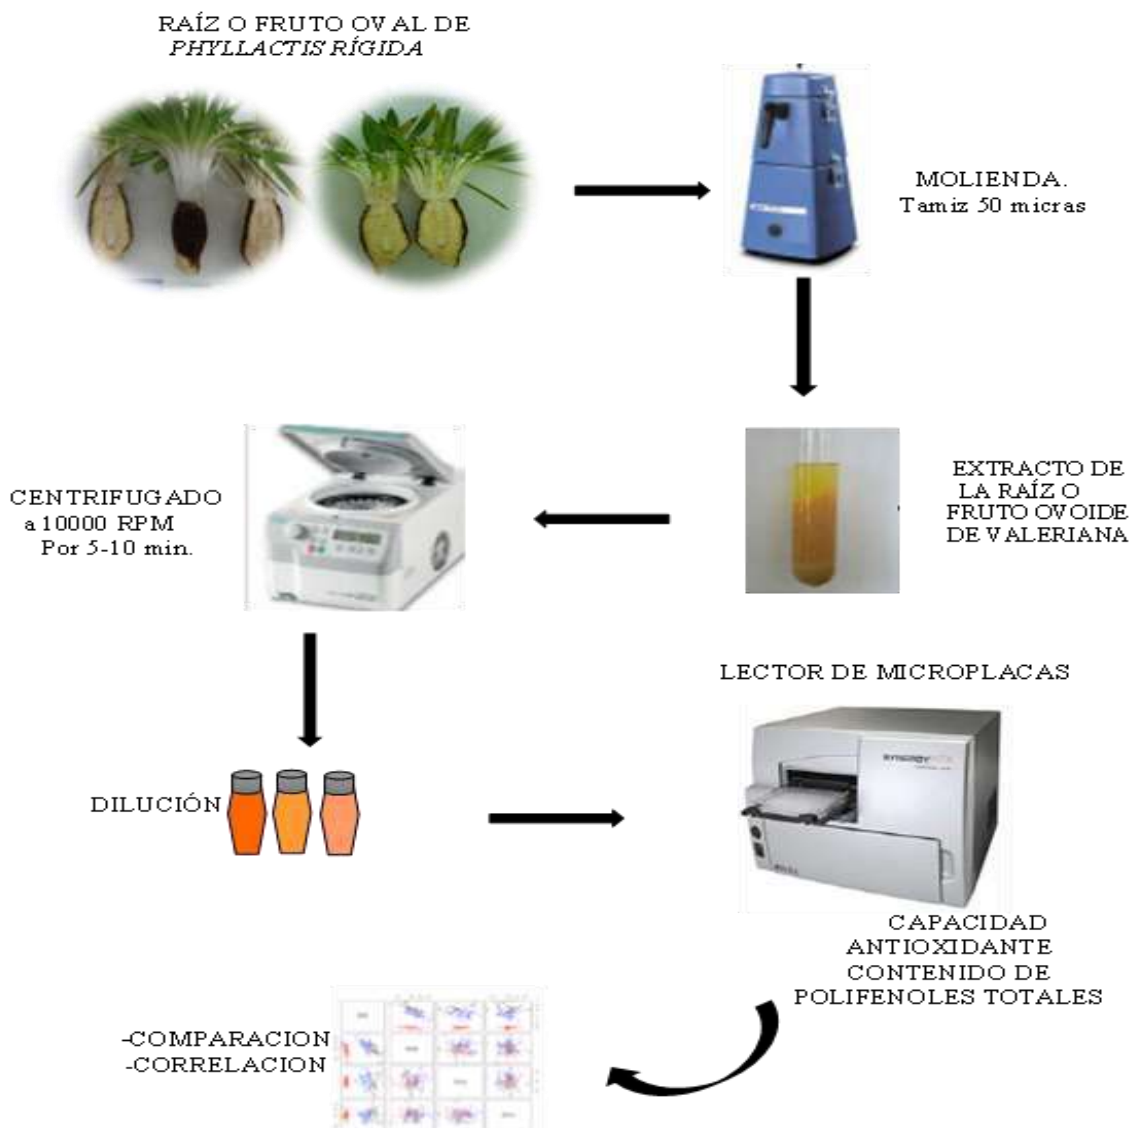 RAÍZ O FRUTO OVAL DE
PHYLLACTIS RÍGIDA
MOLIENDA.
Tamiz 50 micras
EXTRACTO DE
LA RAÍZ O
FRUTO OVOIDE
DE VALERIANA
CENTRIFUGADO
a 10000 RPM
Por 5-10 min.
LECTOR DE MICROPLACAS
SYNERGY
DILUCIÓN
CAPACIDAD
ANTIOXIDANTE
CONTENIDO DE
POLIFENOLES TOTALES
-COMPARACION
-CORRELACION